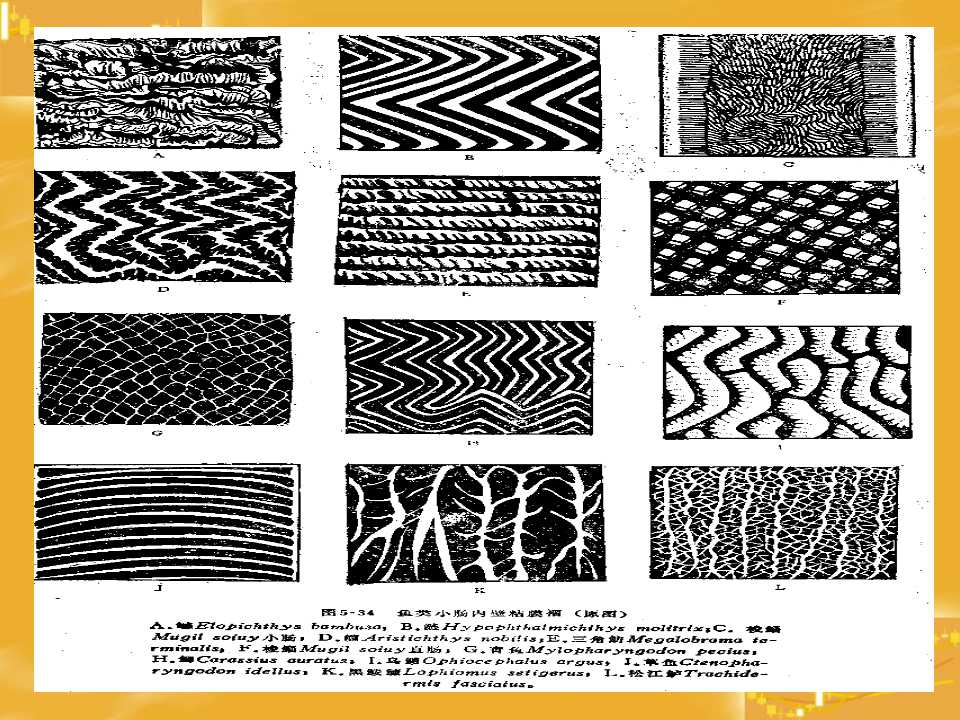 A
B
C
D
E
F
G
H
I
J
K
L
图5-34 鱼类小肠内壁粘膜褶 (原图)
A.鳡Elopichthys bambusa; B.鲢Hypophthalmichthys molitrix;C. 梭鲻
Mugil soiuy小肠; D.鳙Aristichthys nobilis;E.三角鲂Megalobrama te-
rminalis; F.梭鲻Mugil soiuy直肠; G.青鱼Mylopharyngodon pecius;
H.鲫Carassius auratus; I.乌鳢Ophiocephalus argus; J.草鱼Ctenopha-
ryngodon idellus; K.黑鮟鱇Lophiomus setigerus; L.松江鲈Trachide-
rmis fasciatus。